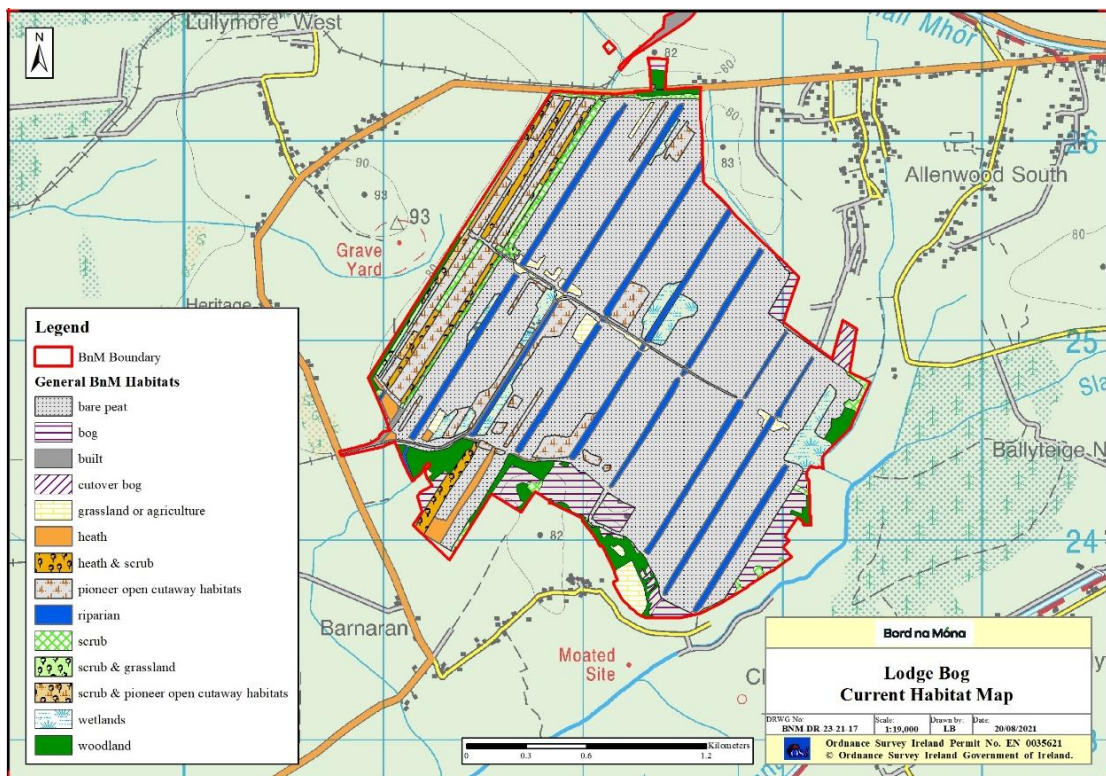 Lullymore West
Mhór
N
82
60
80
26
90
83
Allenwood South
93
93
Grave
Yard
80
Heritage
25
Legend
BnM Boundary
General BnM Habitats
bare peat
bog
built
cutover bog
grassland or agriculture
heath
heath & scrub
pioneer open cutaway habitats
riparian
scrub
scrub & grassland
scrub & pioneer open cutaway habitats
wetlands
woodland
Sla
Ballyteige N
82
24
Barnaran
Moated
Site
Bord na Móna
Lodge Bog
Current Habitat Map
DRWG No:
BNM DR 23 21 17
Scale:
1:19,000
Drawn by:
LB
Date:
20/08/2021
Ordnance Survey Ireland Permit No. EN 0035621
© Ordnance Survey Ireland Government of Ireland.
Kilometers
0 0.3 0.6 1.2